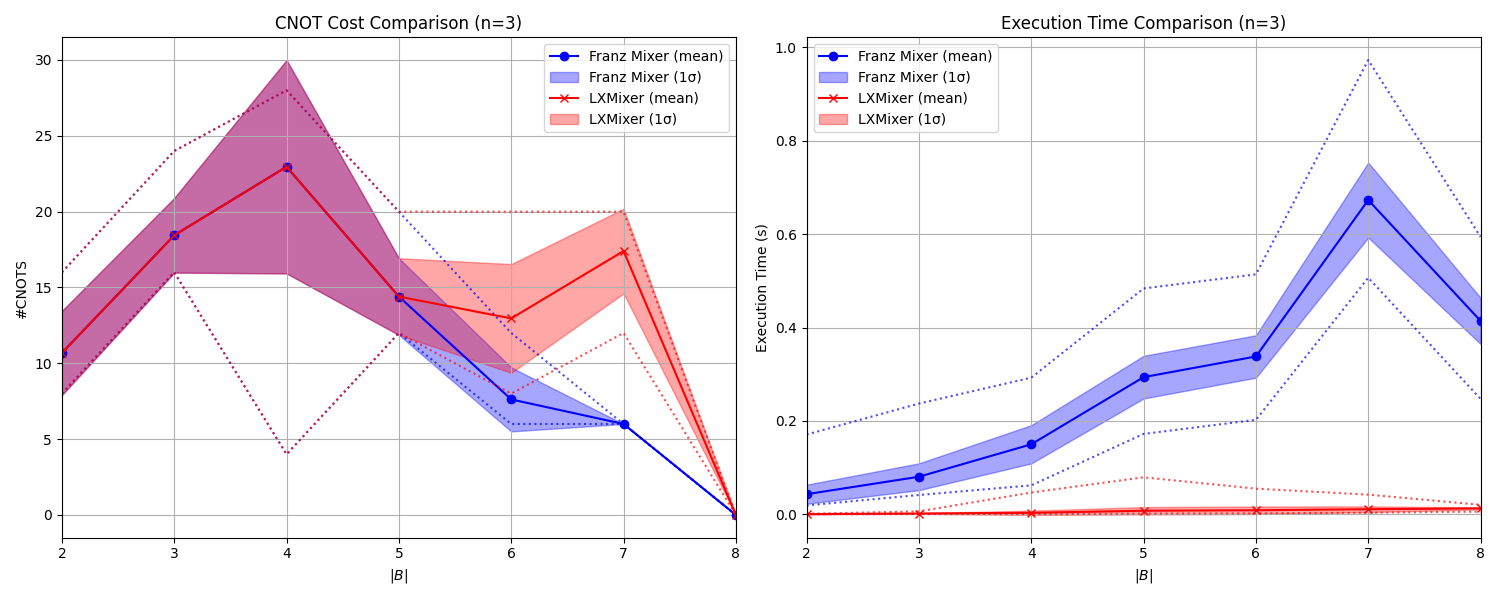 CNOT Cost Comparison (n=3)
#CNOTS
30
25
20
15
10
5
0
2 3 4 5 6 7 8
|B|
Franz Mixer (mean)
Franz Mixer (1σ)
LXMixer (mean)
LXMixer (1σ)
Execution Time Comparison (n=3)
Execution Time (s)
1.0
0.8
0.6
0.4
0.2
0.0
2 3 4 5 6 7 8
|B|
Franz Mixer (mean)
Franz Mixer (1σ)
LXMixer (mean)
LXMixer (1σ)